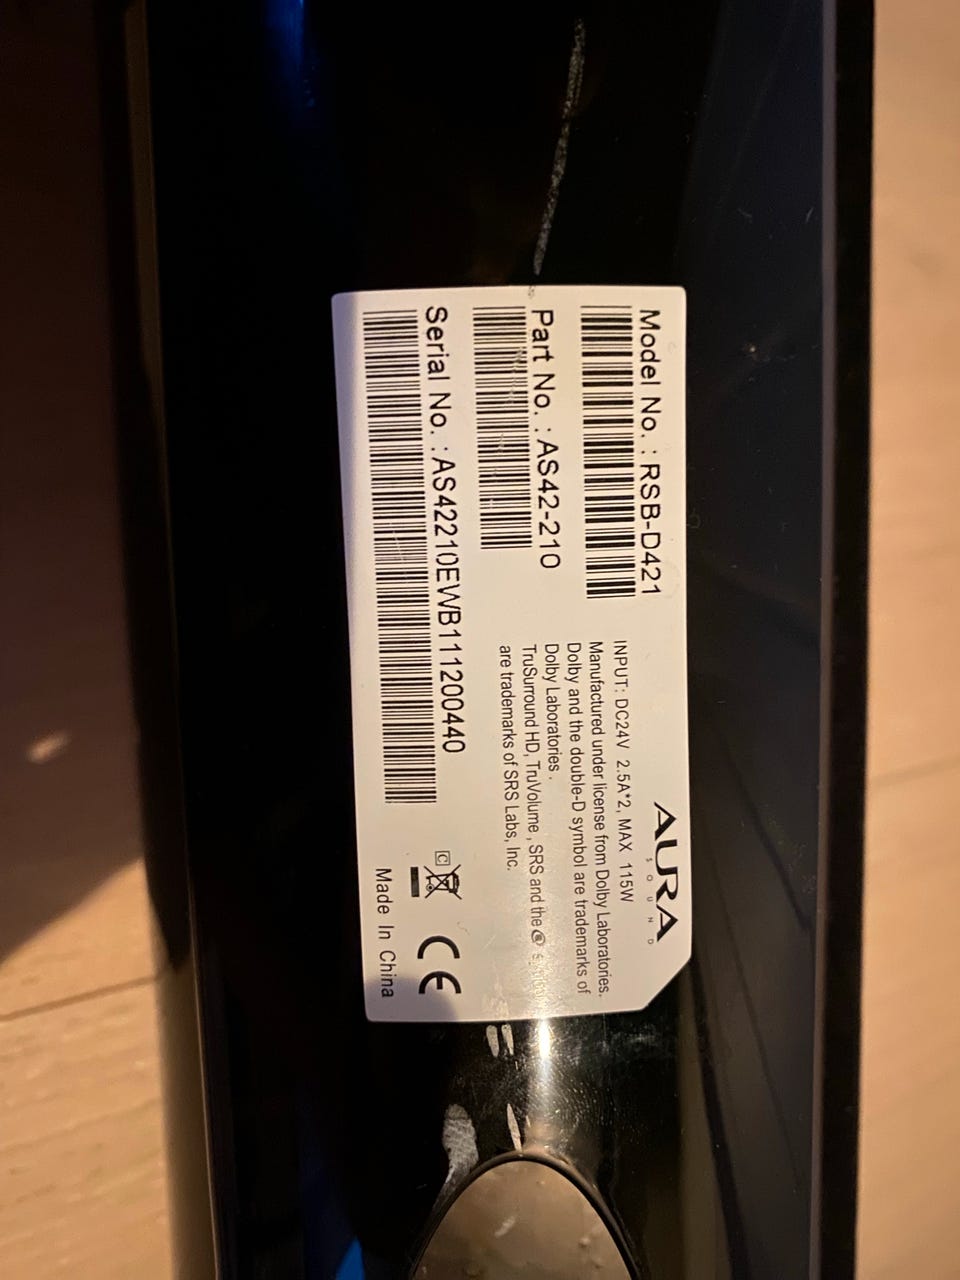 AURA
SOUND
Model No. : RSB-D421
INPUT: DC24V 2.5A*2, MAX 115W
Manufactured under license from Dolby Laboratories.
Dolby and the double-D symbol are trademarks of
Dolby Laboratories .
TruSurround HD, TruVolume , SRS and the
are trademarks of SRS Labs, Inc.
Part No. : AS42-210
Serial No. : AS42210EWB111200440
C
CE
Made In China